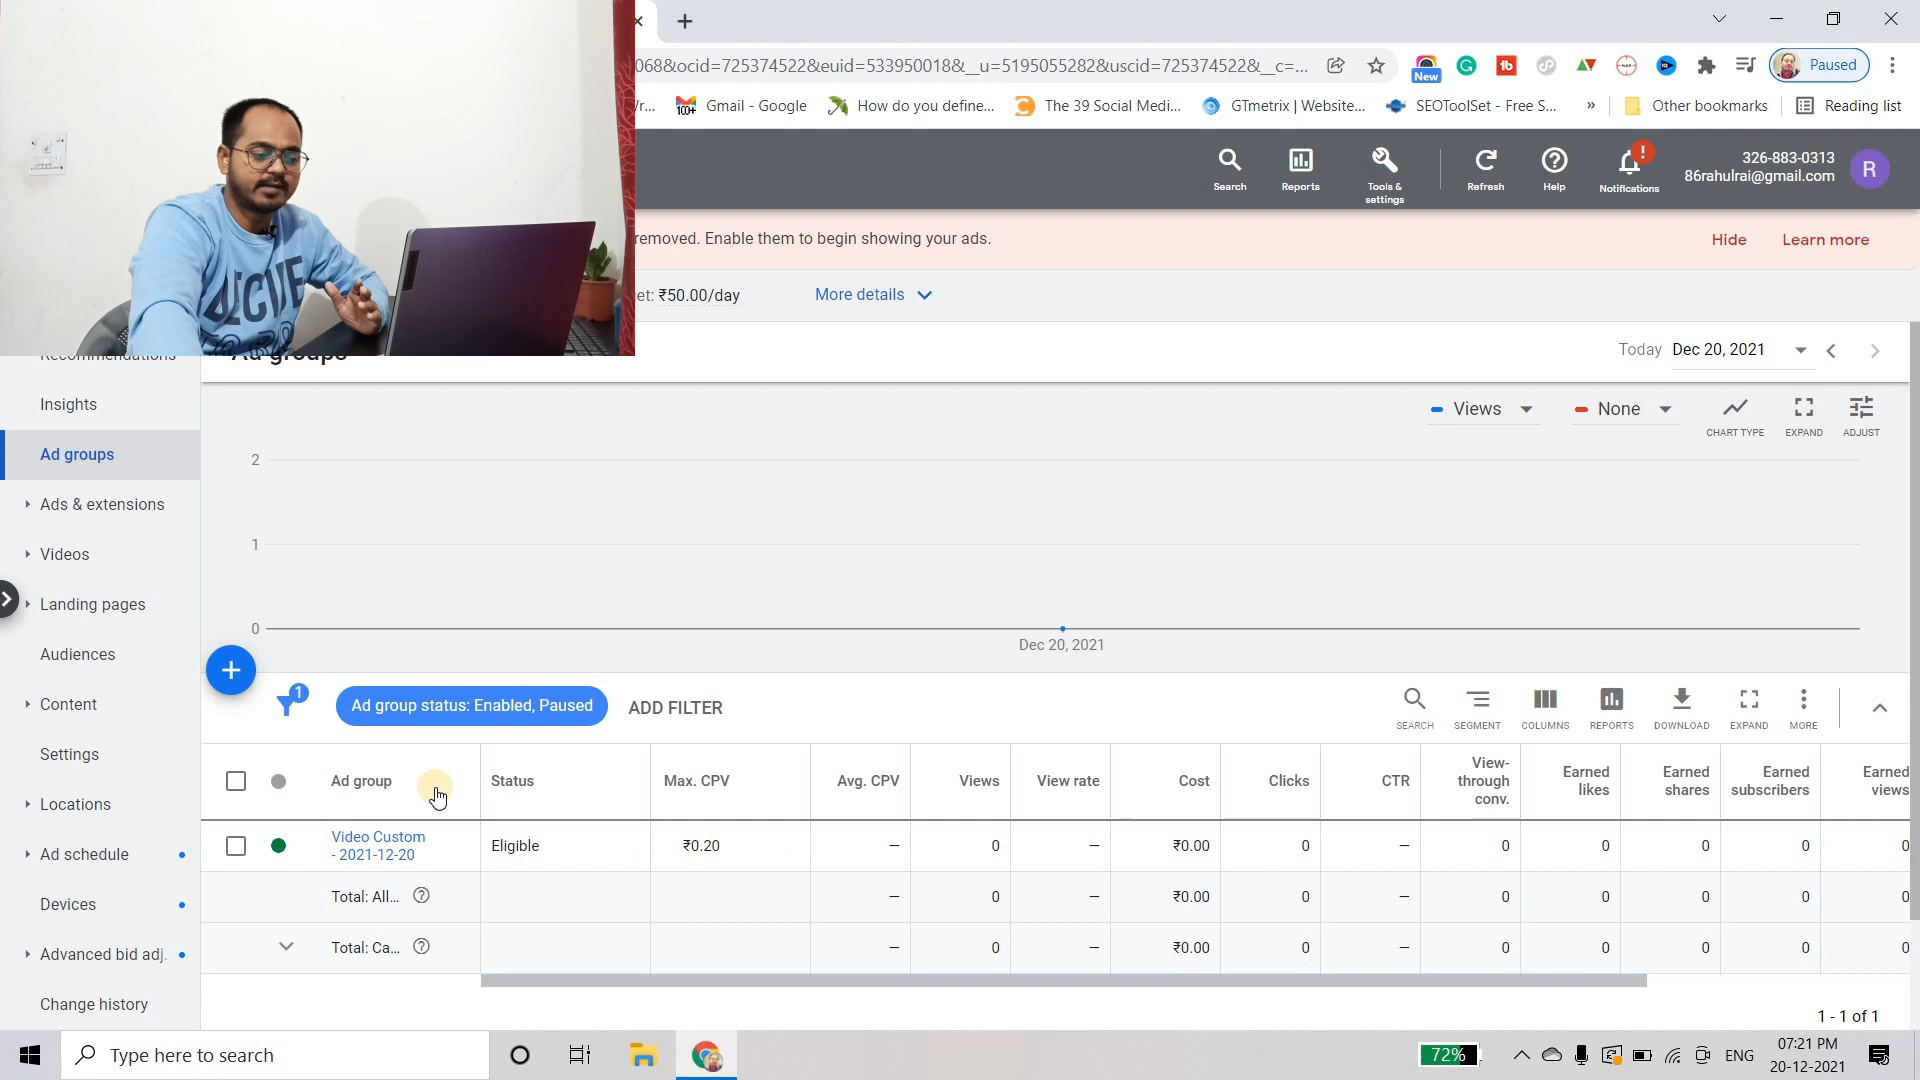 068&ocid=725374522&euid=533950018&__u=5195055282&uscid=725374522&__c=...
New
Paused
Gmail - Google
How do you define...
The 39 Social Medi...
GTmetrix | Website...
SEOToolSet - Free S...
»
Other bookmarks
Reading list
Search
Reports
Tools & settings
Refresh
Help
Notifications
326-883-0313
86rahulrai@gmail.com
R
removed. Enable them to begin showing your ads.
Hide
Learn more
et: ₹50.00/day
More details
Recommendations
Ad groups
Today Dec 20, 2021
Insights
Ad groups
Ads & extensions
Videos
Landing pages
Audiences
Content
Settings
Locations
Ad schedule
Devices
Advanced bid adj.
Change history
Views
None
CHART TYPE
EXPAND
ADJUST
2
1
0
Dec 20, 2021
1
Ad group status: Enabled, Paused
ADD FILTER
SEARCH
SEGMENT
COLUMNS
REPORTS
DOWNLOAD
EXPAND
MORE
Ad group Status Max. CPV Avg. CPV Views View rate Cost Clicks CTR View-through conv. Earned likes Earned shares Earned subscribers Earned views
Video Custom - 2021-12-20 Eligible ₹0.20 — 0 — ₹0.00 0 — 0 0 0 0 0
Total: All... — 0 — ₹0.00 0 — 0 0 0 0 0
Total: Ca... — 0 — ₹0.00 0 — 0 0 0 0 0
1 - 1 of 1
Type here to search
72%
ENG
07:21 PM
20-12-2021